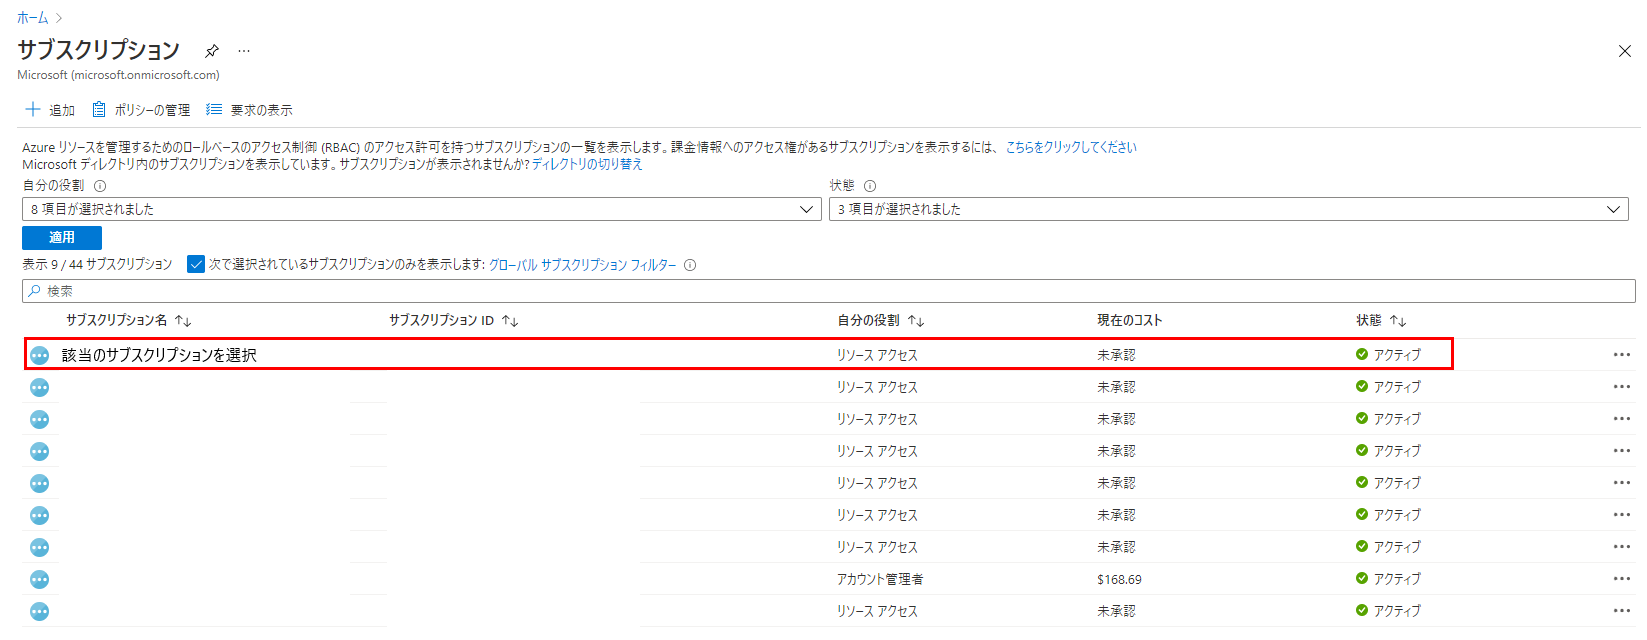 ホーム
サブスクリプション
Microsoft (microsoft.onmicrosoft.com)
追加 ポリシーの管理 要求の表示
Azure リソースを管理するためのロールベースのアクセス制御 (RBAC) のアクセス許可を持つサブスクリプションの一覧を表示します。課金情報へのアクセス権があるサブスクリプションを表示するには、 こちらをクリックしてください
Microsoft ディレクトリ内のサブスクリプションを表示しています。サブスクリプションが表示されませんか? ディレクトリの切り替え
自分の役割 状態
8 項目が選択されました 3 項目が選択されました
適用
表示 9 / 44 サブスクリプション 次で選択されているサブスクリプションのみを表示します: グローバル サブスクリプション フィルター
検索
サブスクリプション名 サブスクリプション ID 自分の役割 現在のコスト 状態
該当のサブスクリプションを選択 リソース アクセス 未承認 アクティブ
リソース アクセス 未承認 アクティブ
リソース アクセス 未承認 アクティブ
リソース アクセス 未承認 アクティブ
リソース アクセス 未承認 アクティブ
リソース アクセス 未承認 アクティブ
リソース アクセス 未承認 アクティブ
アカウント管理者 $168.69 アクティブ
リソース アクセス 未承認 アクティブ